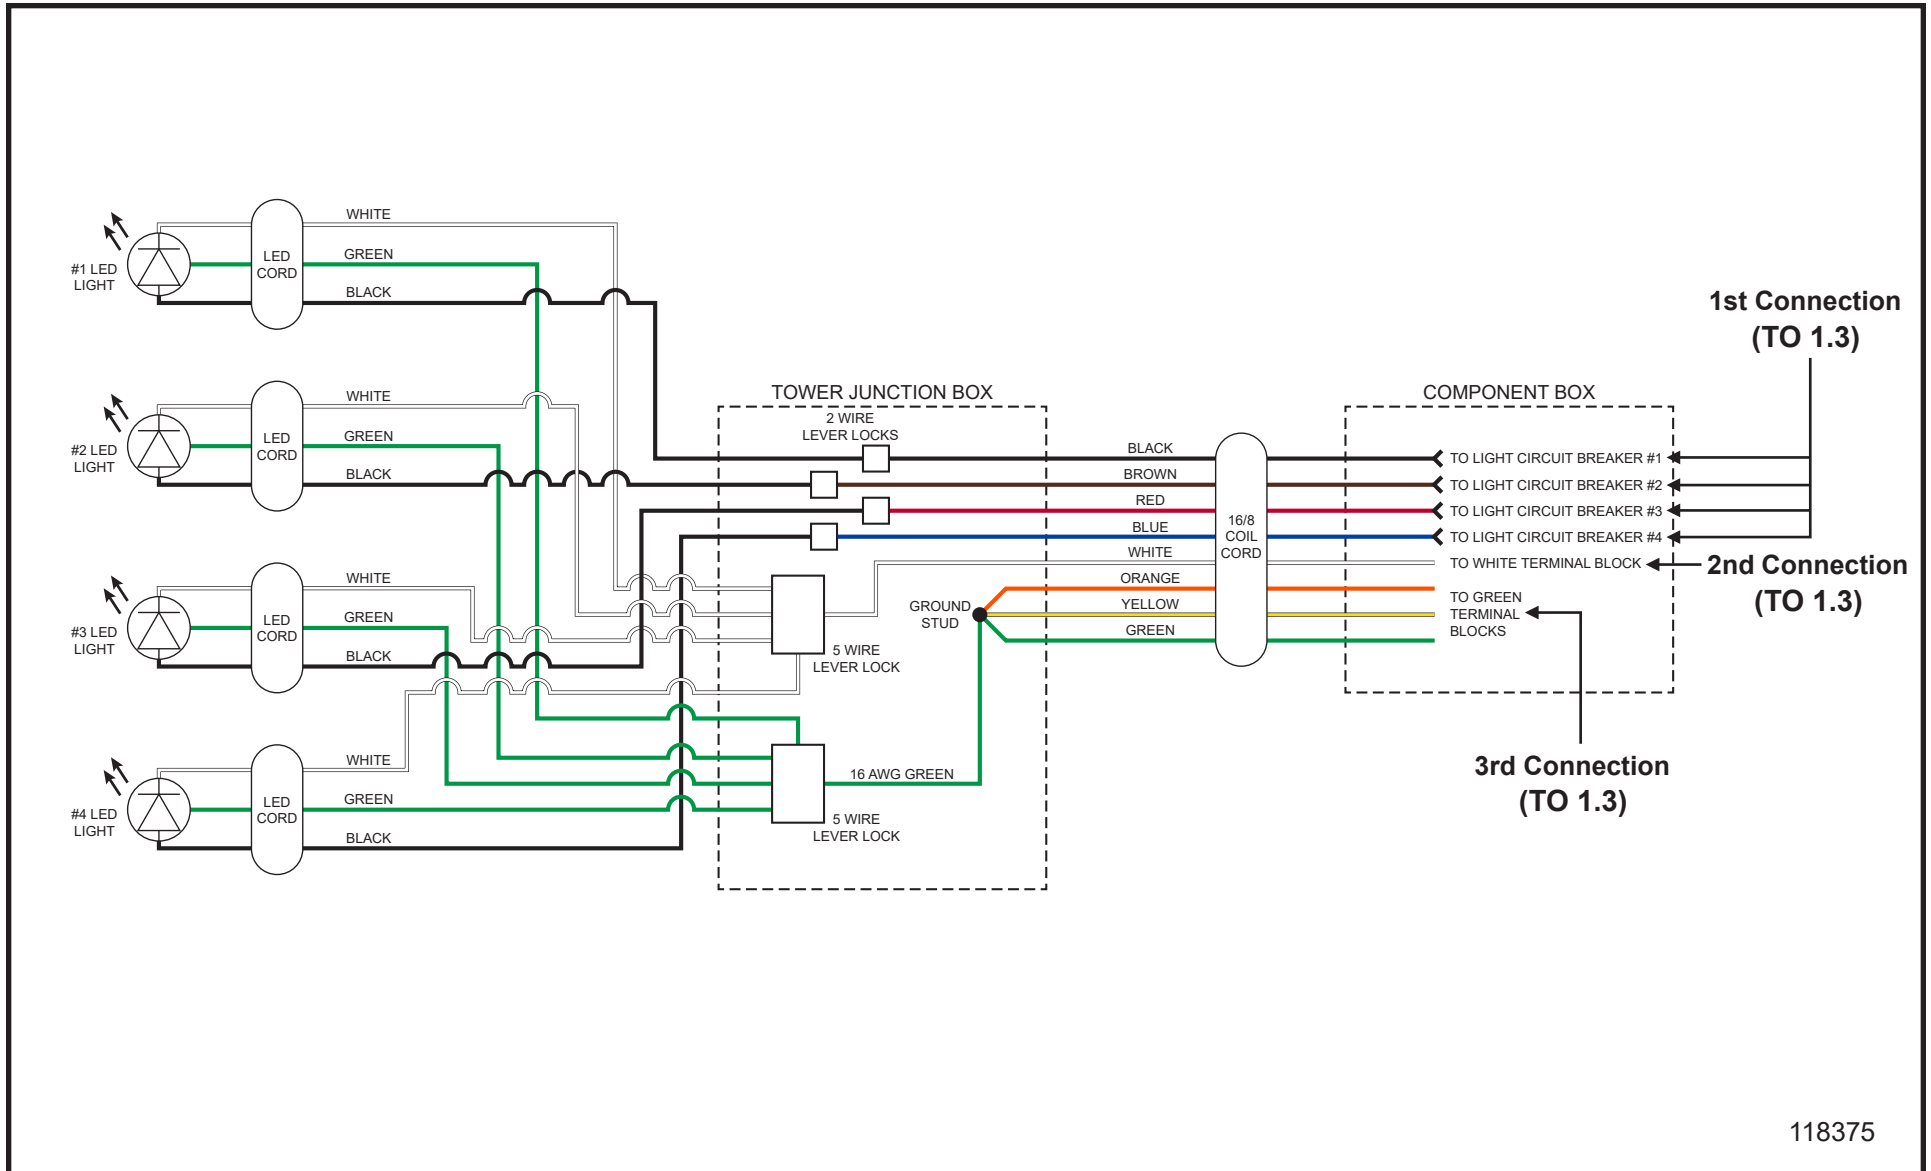 WHITE
GREEN
BLACK
LED
CORD
#1 LED
LIGHT
WHITE
GREEN
BLACK
LED
CORD
#2 LED
LIGHT
WHITE
GREEN
BLACK
LED
CORD
#3 LED
LIGHT
WHITE
GREEN
BLACK
LED
CORD
#4 LED
LIGHT
TOWER JUNCTION BOX
2 WIRE
LEVER LOCKS
5 WIRE
LEVER LOCK
GROUND
STUD
16 AWG GREEN
5 WIRE
LEVER LOCK
BLACK
BROWN
RED
BLUE
WHITE
ORANGE
YELLOW
GREEN
16/8
COIL
CORD
COMPONENT BOX
TO LIGHT CIRCUIT BREAKER #1
TO LIGHT CIRCUIT BREAKER #2
TO LIGHT CIRCUIT BREAKER #3
TO LIGHT CIRCUIT BREAKER #4
TO WHITE TERMINAL BLOCK
TO GREEN
TERMINAL
BLOCKS
1st Connection
(TO 1.3)
2nd Connection
(TO 1.3)
3rd Connection
(TO 1.3)
118375